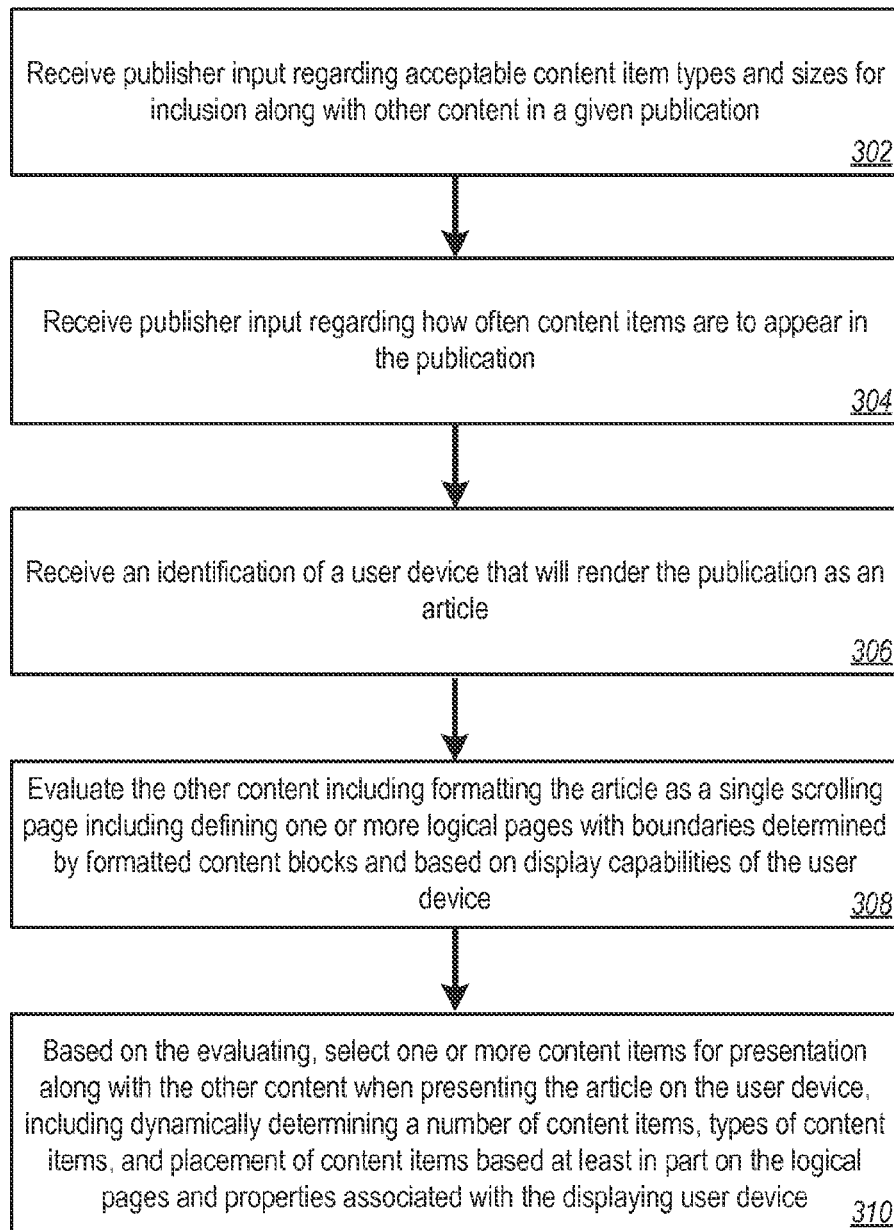 Receive publisher input regarding acceptable content item types and sizes for
inclusion along with other content in a given publication
302
Receive publisher input regarding how often content items are to appear in
the publication
304
Receive an identification of a user device that will render the publication as an
article
306
Evaluate the other content including formatting the article as a single scrolling
page including defining one or more logical pages with boundaries determined
by formatted content blocks and based on display capabilities of the user
device
308
Based on the evaluating, select one or more content items for presentation
along with the other content when presenting the article on the user device,
including dynamically determining a number of content items, types of content
items, and placement of content items based at least in part on the logical
pages and properties associated with the displaying user device
310